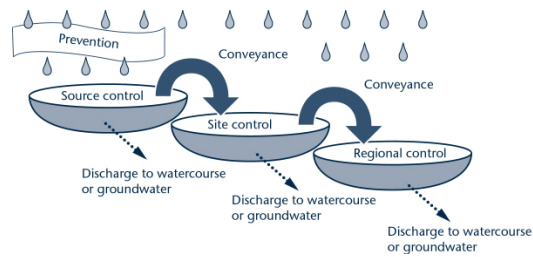 Prevention
Conveyance
Conveyance
Source control
Site control
Regional control
Discharge to watercourse
or groundwater
Discharge to watercourse
or groundwater
Discharge to watercourse
or groundwater